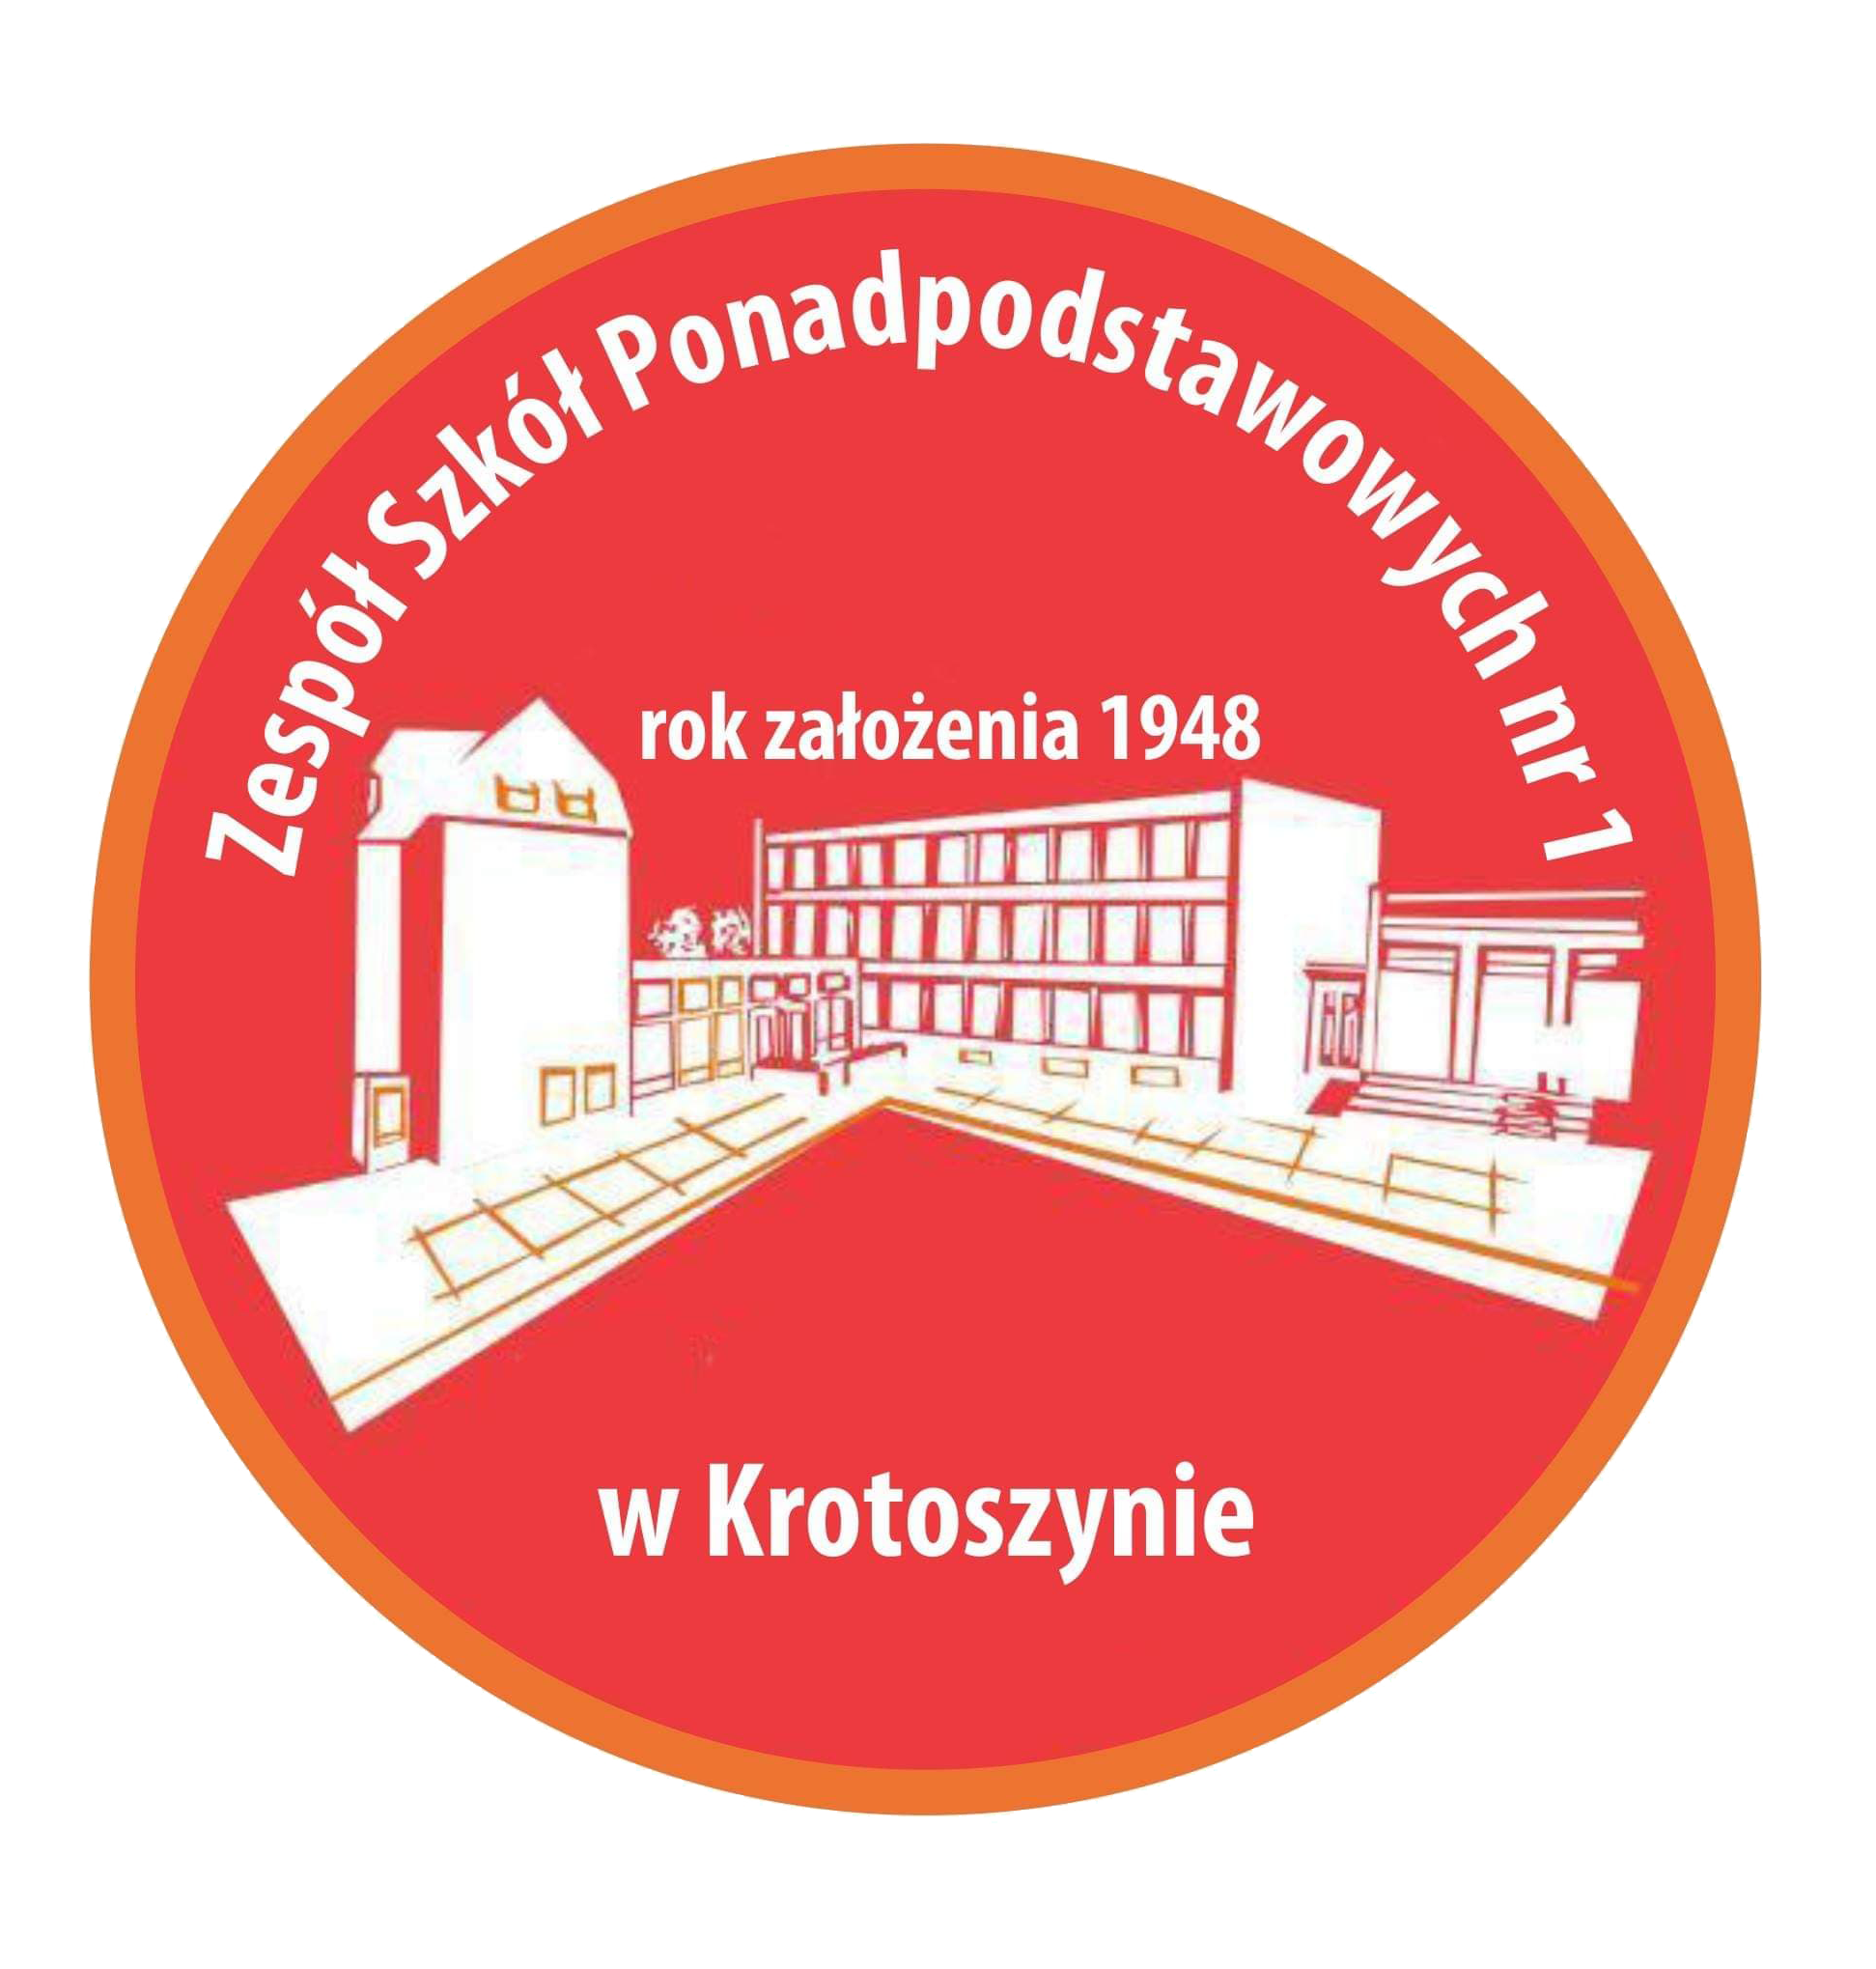 Zespół Szkół Ponadpodstawowych nr 1
rok założenia 1948
w Krotoszynie